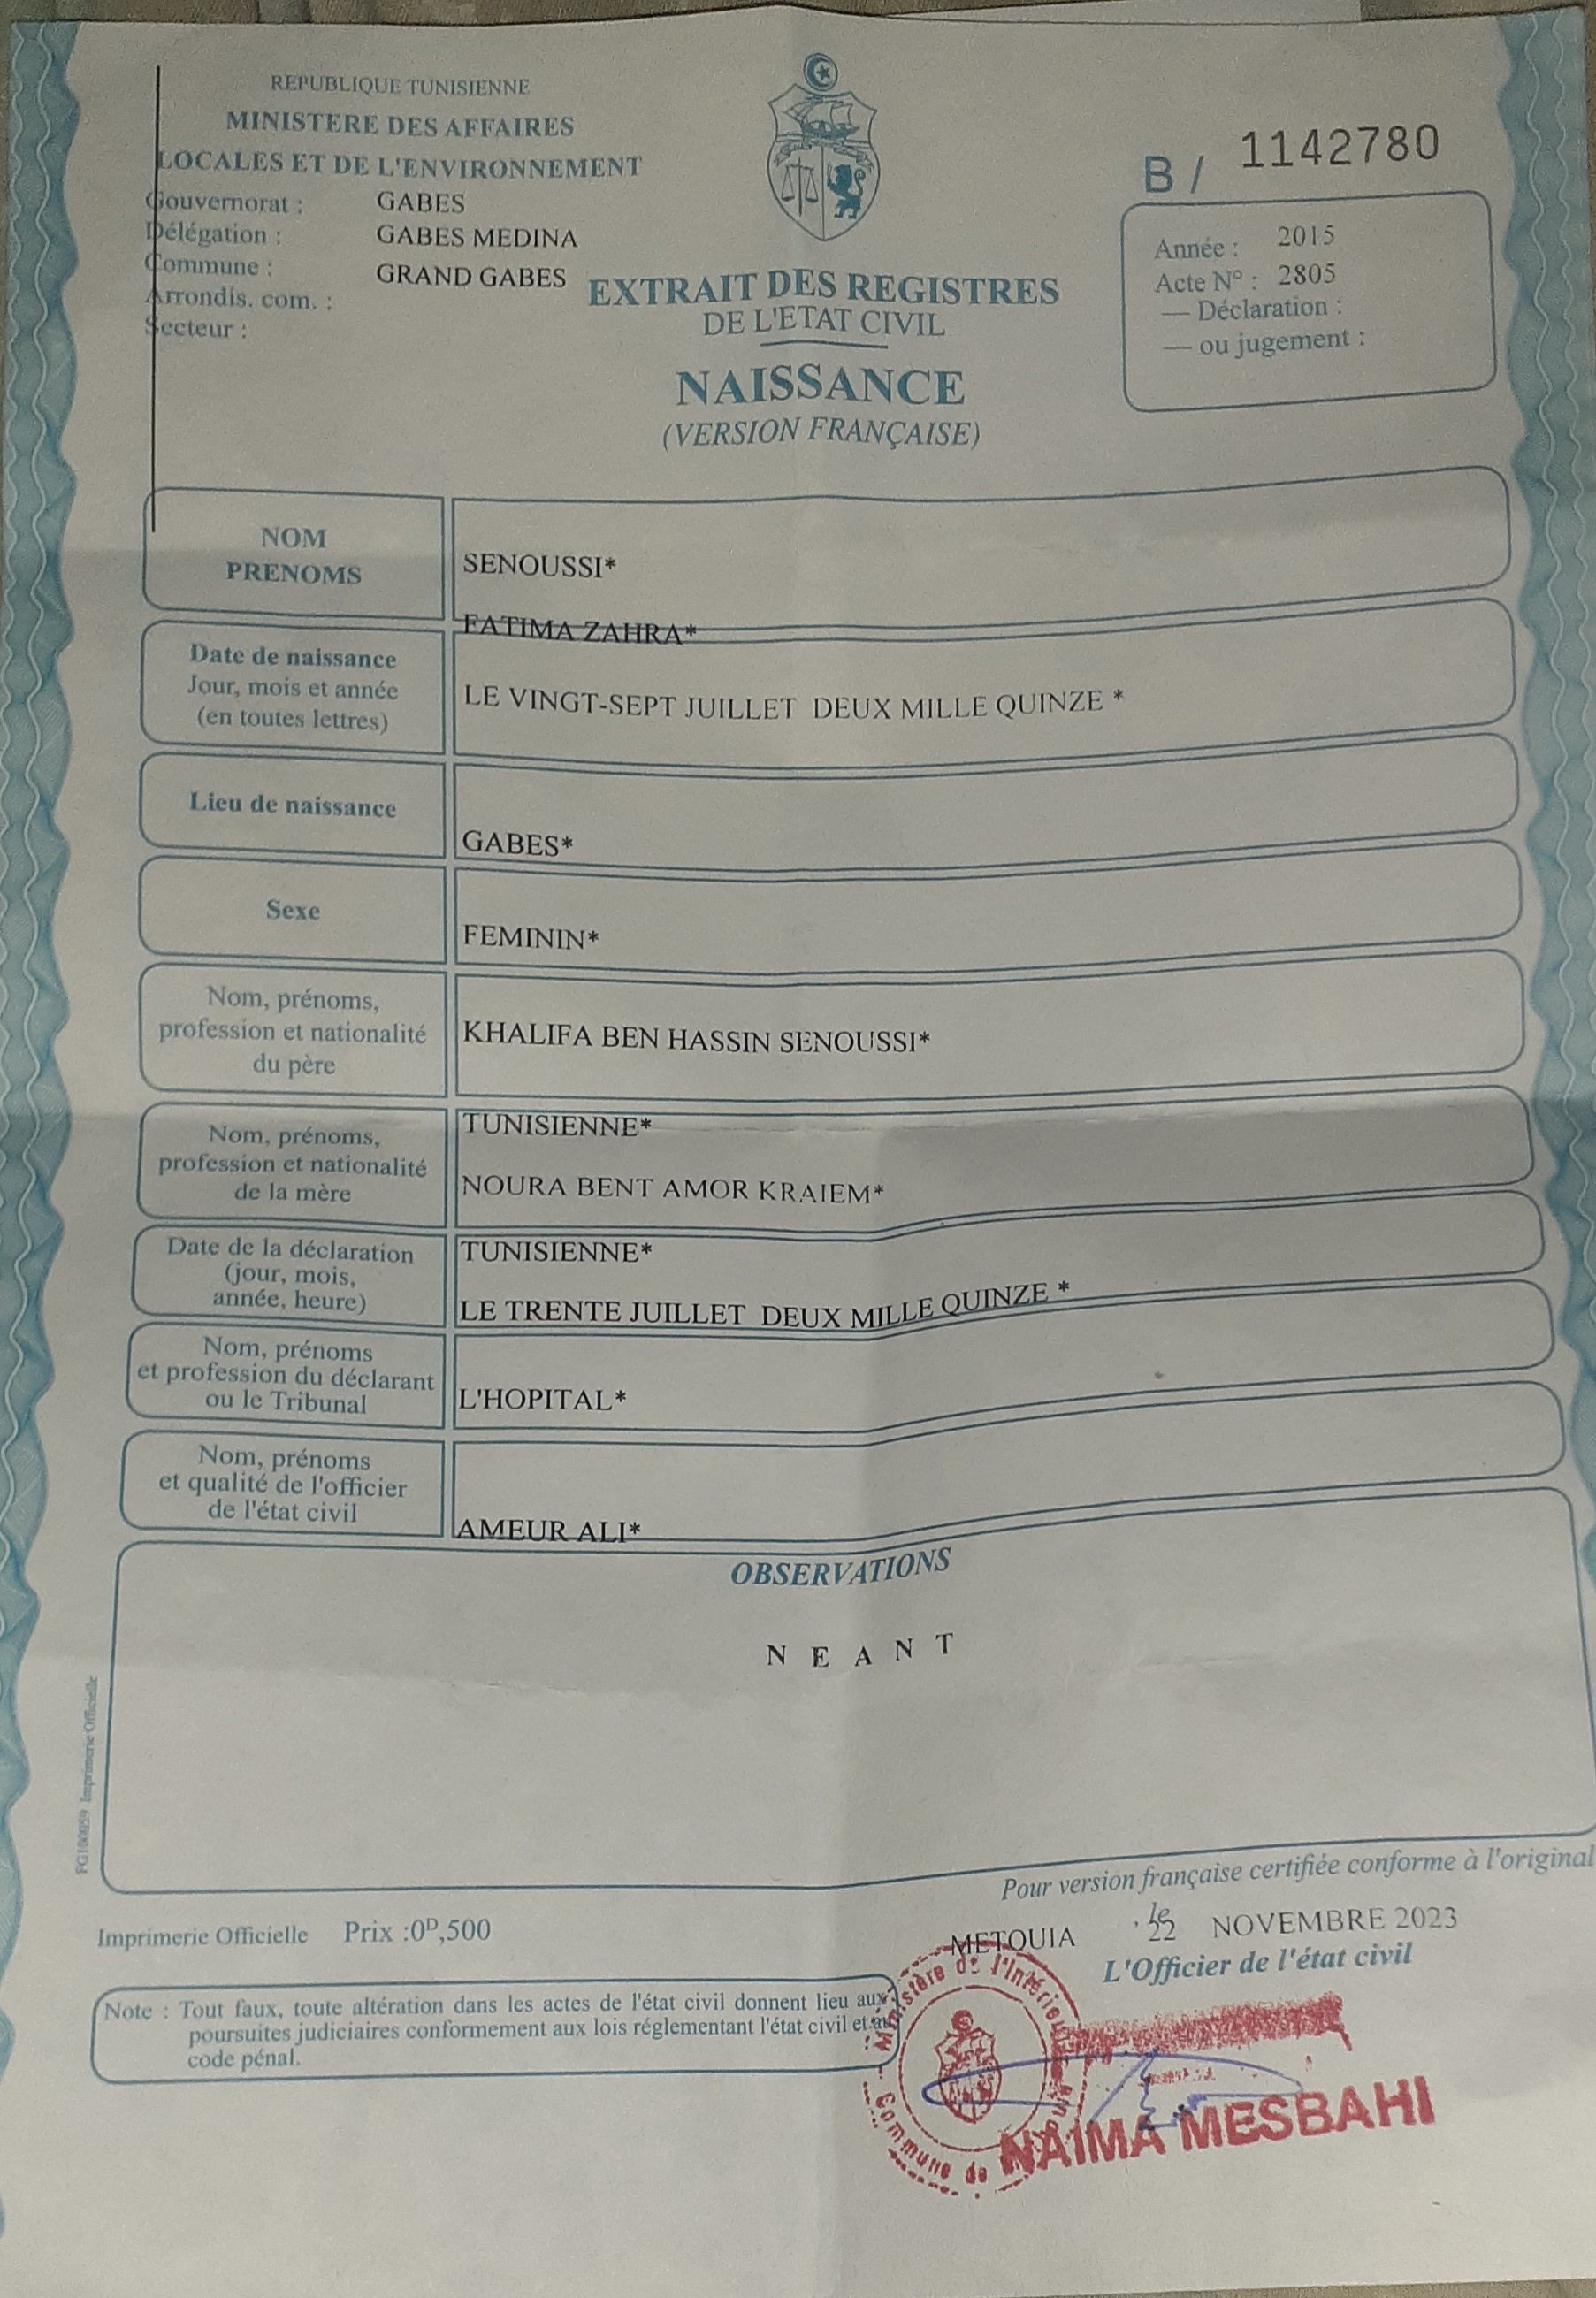 REPUBLIQUE TUNISIENNE
MINISTERE DES AFFAIRES
LOCALES ET DE L'ENVIRONNEMENT
Gouvernorat : GABES
Délégation : GABES MEDINA
Commune : GRAND GABES
Arrondis. com. :
Secteur :
B / 1142780
Année : 2015
Acte N° : 2805
— Déclaration :
— ou jugement :
EXTRAIT DES REGISTRES
DE L'ETAT CIVIL
NAISSANCE
(VERSION FRANÇAISE)
NOM
PRENOMS
SENOUSSI*
FATIMA ZAHRA*
Date de naissance
Jour, mois et année
(en toutes lettres)
LE VINGT-SEPT JUILLET DEUX MILLE QUINZE *
Lieu de naissance
GABES*
Sexe
FEMININ*
Nom, prénoms,
profession et nationalité
du père
KHALIFA BEN HASSIN SENOUSSI*
TUNISIENNE*
Nom, prénoms,
profession et nationalité
de la mère
NOURA BENT AMOR KRAIEM*
TUNISIENNE*
Date de la déclaration
(jour, mois,
année, heure)
LE TRENTE JUILLET DEUX MILLE QUINZE *
Nom, prénoms
et profession du déclarant
ou le Tribunal
L'HOPITAL*
Nom, prénoms
et qualité de l'officier
de l'état civil
AMEUR ALI*
OBSERVATIONS
N E A N T
FG100059 Imprimerie Officielle
Pour version française certifiée conforme à l'original
Imprimerie Officielle Prix :0ᴰ,500
METOUIA , le 22 NOVEMBRE 2023
L'Officier de l'état civil
Note : Tout faux, toute altération dans les actes de l'état civil donnent lieu aux
poursuites judiciaires conformement aux lois réglementant l'état civil et au
code pénal.
Ministère de l'Intérieur
Commune de
NAIMA MESBAHI